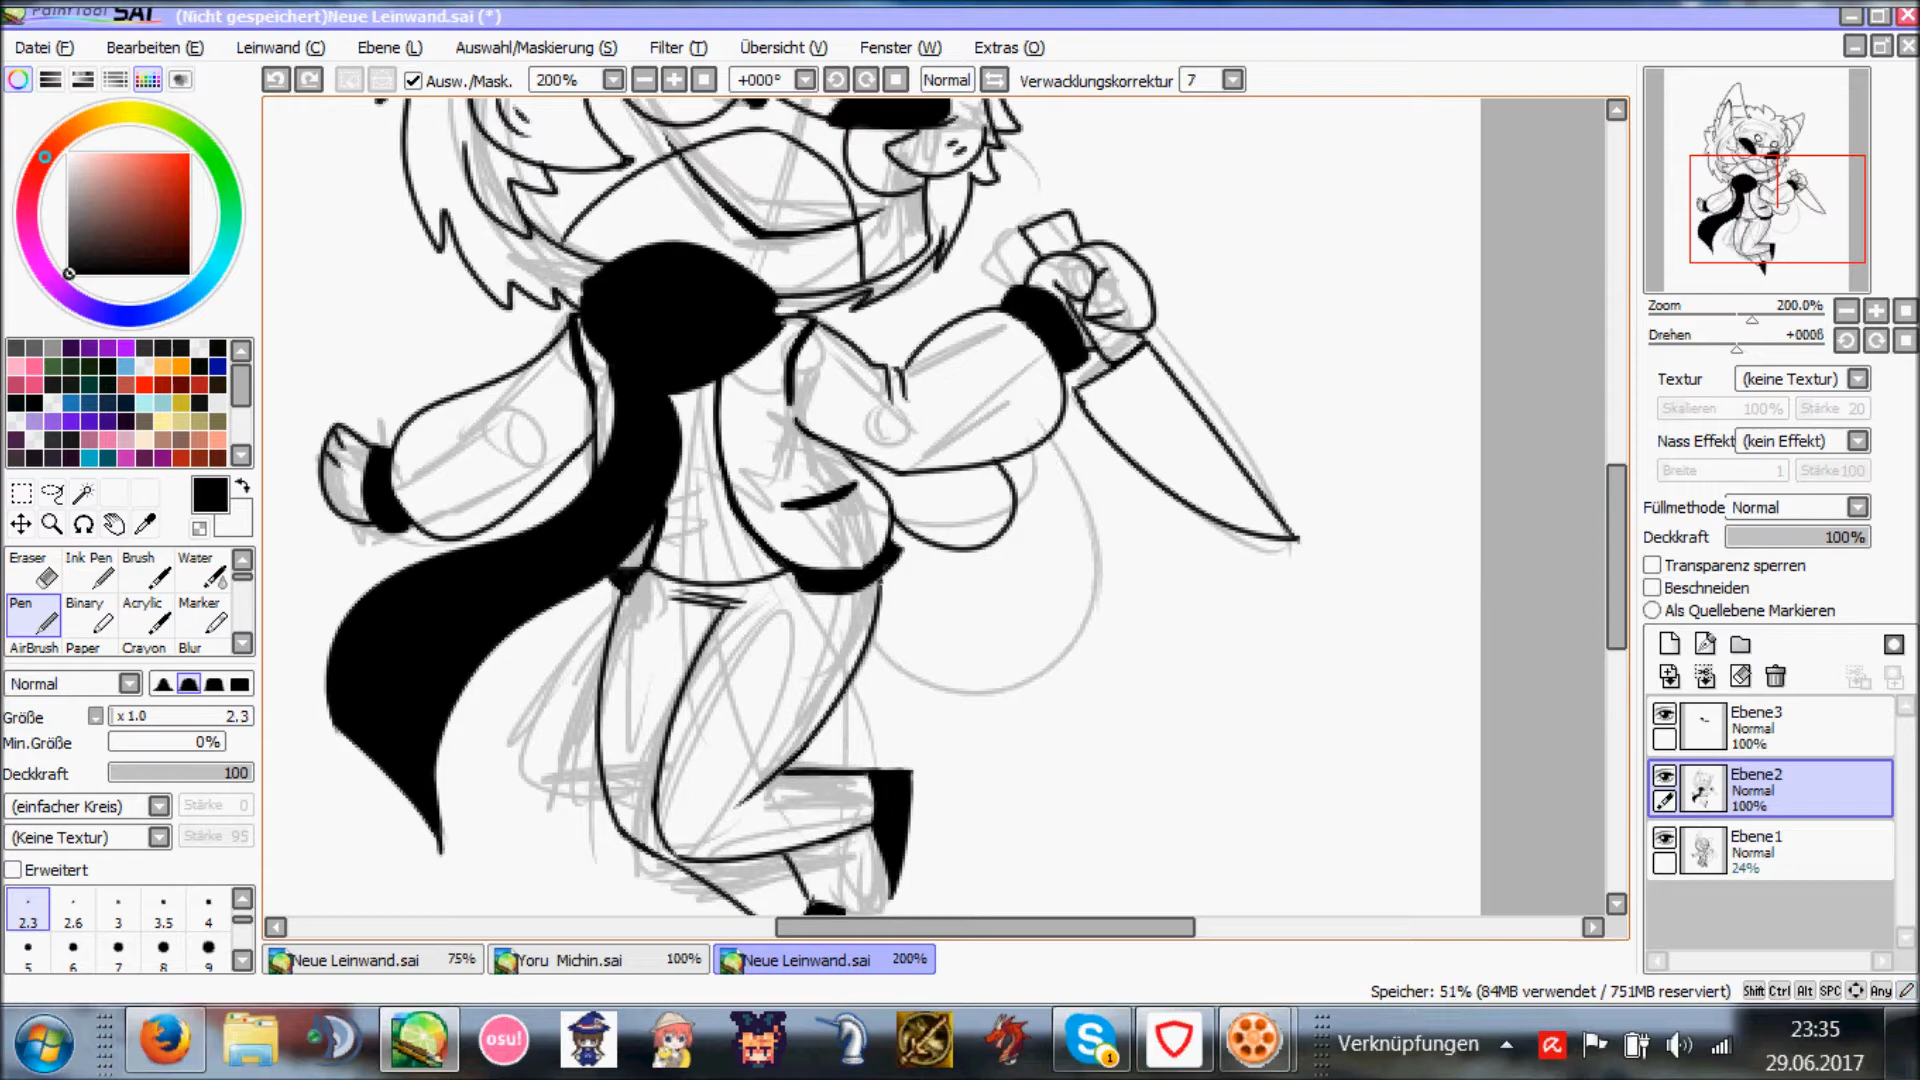 PaintTool SAI (Nicht gespeichert)Neue Leinwand.sai (*)
Datei (F) Bearbeiten (E) Leinwand (C) Ebene (L) Auswahl/Maskierung (S) Filter (T) Übersicht (V) Fenster (W) Extras (O)
Ausw./Mask. 200% +000° Normal Verwacklungskorrektur 7
Zoom 200.0%
Drehen +000ß
Textur (keine Textur)
Skalieren 100% Stärke 20
Nass Effekt (kein Effekt)
Breite 1 Stärke 100
Füllmethode Normal
Deckkraft 100%
Transparenz sperren
Beschneiden
Als Quellebene Markieren
Ebene3
Normal
100%
Ebene2
Normal
100%
Ebene1
Normal
24%
Eraser Ink Pen Brush Water
Pen Binary Acrylic Marker
AirBrush Paper Crayon Blur
Normal
Größe x 1.0 2.3
Min.Größe 0%
Deckkraft 100
(einfacher Kreis) Stärke 0
(Keine Textur) Stärke 95
Erweitert
2.3 2.6 3 3.5 4
5 6 7 8 9
Neue Leinwand.sai 75% Yoru Michin.sai 100% Neue Leinwand.sai 200%
Speicher: 51% (84MB verwendet / 751MB reserviert) Shift Ctrl Alt SPC Any
osu! S 1 Verknüpfungen 23:35
29.06.2017